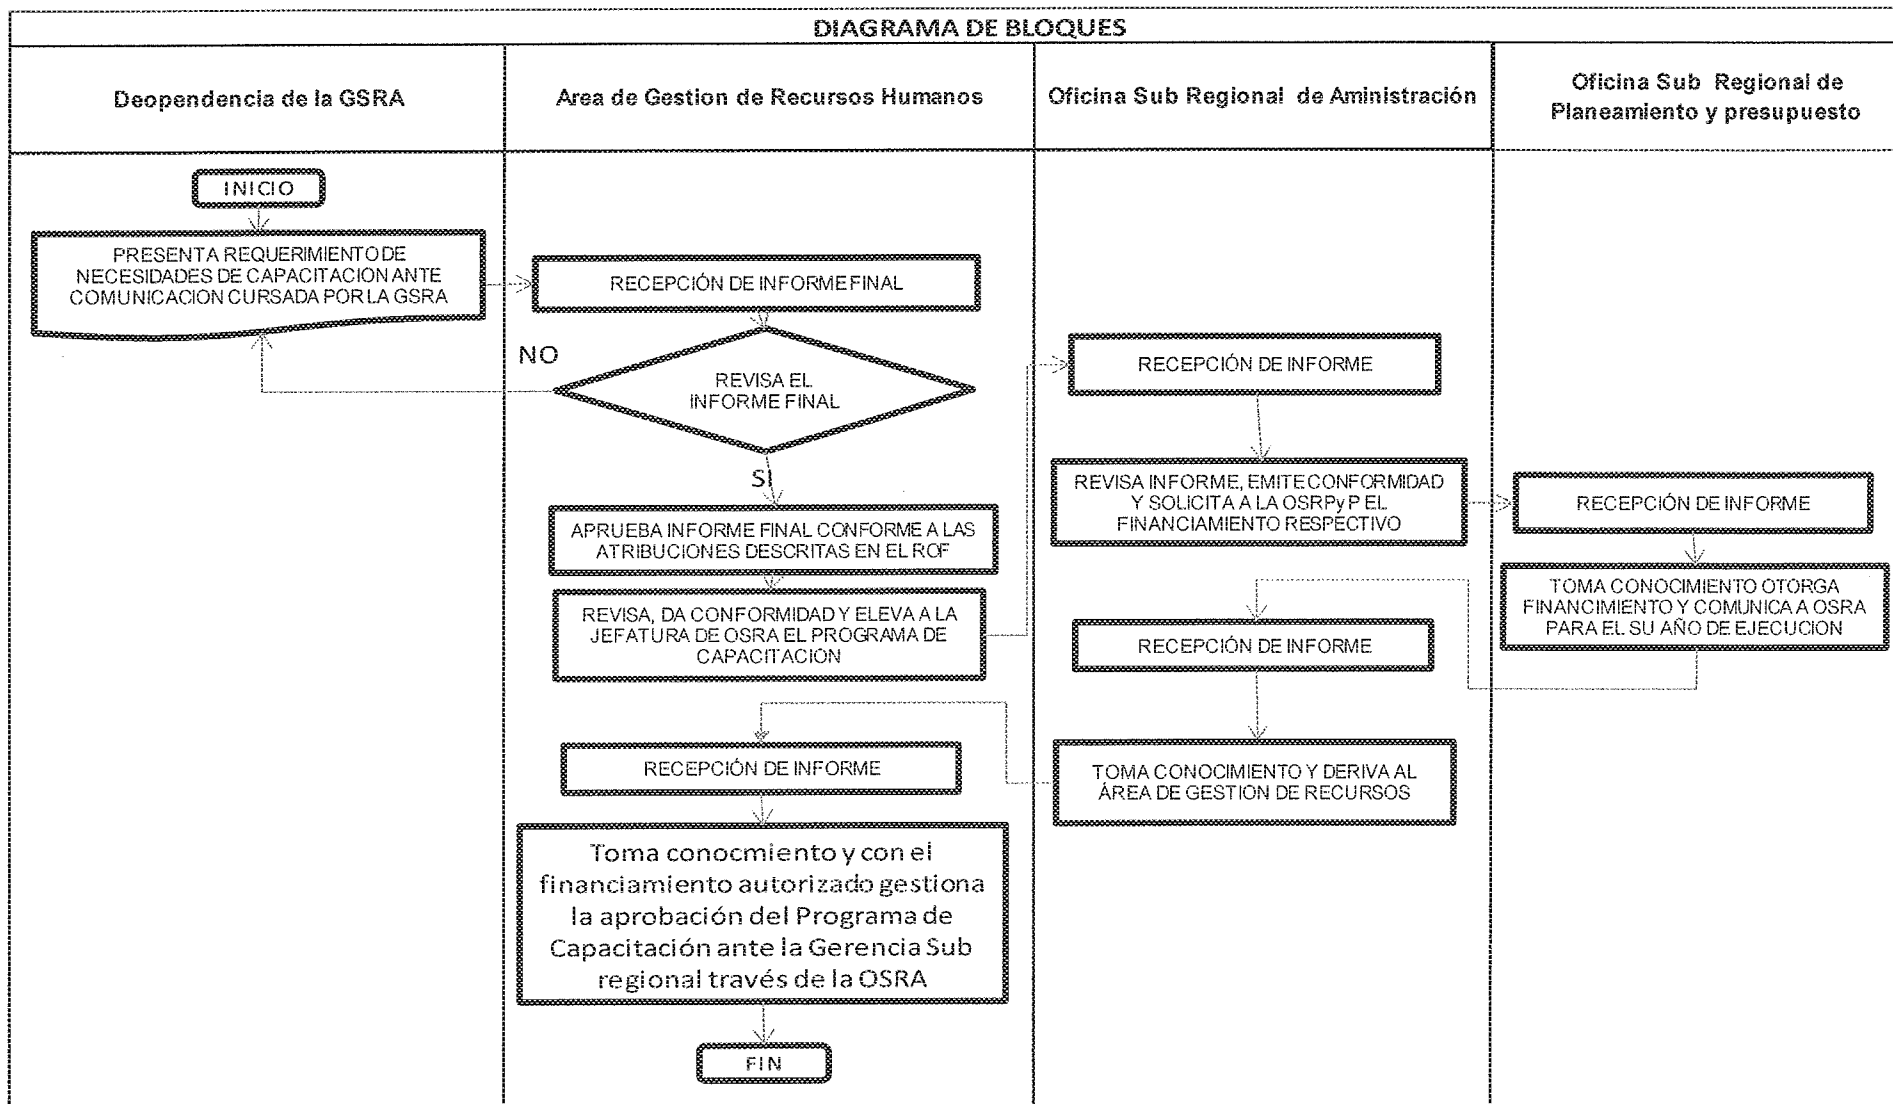 DIAGRAMA DE BLOQUES
Deopendencia de la GSRA
Area de Gestion de Recursos Humanos
Oficina Sub Regional de Aministración
Oficina Sub Regional de
Planeamiento y presupuesto
INICIO
PRESENTA REQUERIMIENTO DE
NECESIDADES DE CAPACITACION ANTE
COMUNICACION CURSADA POR LA GSRA
RECEPCIÓN DE INFORME FINAL
NO
REVISA EL
INFORME FINAL
SI
APRUEBA INFORME FINAL CONFORME A LAS
ATRIBUCIONES DESCRITAS EN EL ROF
REVISA, DA CONFORMIDAD Y ELEVA A LA
JEFATURA DE OSRA EL PROGRAMA DE
CAPACITACION
RECEPCIÓN DE INFORME
REVISA INFORME, EMITE CONFORMIDAD
Y SOLICITA A LA OSRPyP EL
FINANCIAMIENTO RESPECTIVO
RECEPCIÓN DE INFORME
TOMA CONOCIMIENTO OTORGA
FINANCIMIENTO Y COMUNICA A OSRA
PARA EL SU AÑO DE EJECUCION
RECEPCIÓN DE INFORME
TOMA CONOCIMIENTO Y DERIVA AL
ÁREA DE GESTION DE RECURSOS
RECEPCIÓN DE INFORME
Toma conocmiento y con el
financiamiento autorizado gestiona
la aprobación del Programa de
Capacitación ante la Gerencia Sub
regional través de la OSRA
FIN